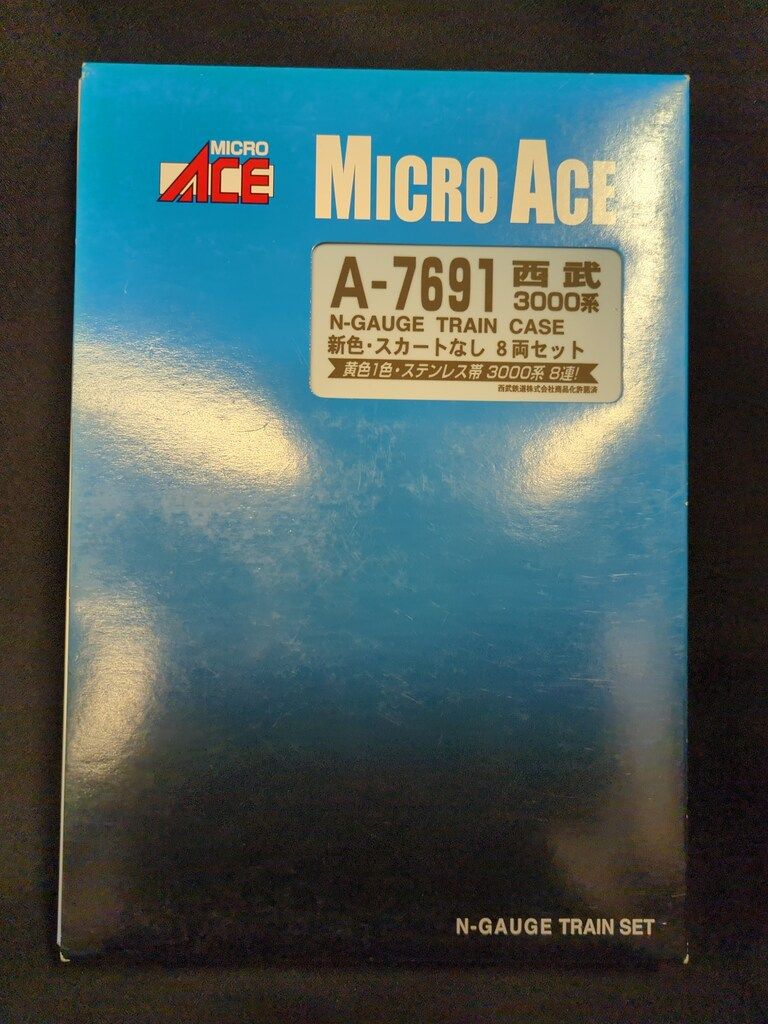 MICRO
ACE
MICRO ACE
A-7691 西武
3000系
N-GAUGE TRAIN CASE
新色・スカートなし 8両セット
黄色1色・ステンレス帯 3000系 8連!
西武鉄道株式会社商品化許諾済
N-GAUGE TRAIN SET